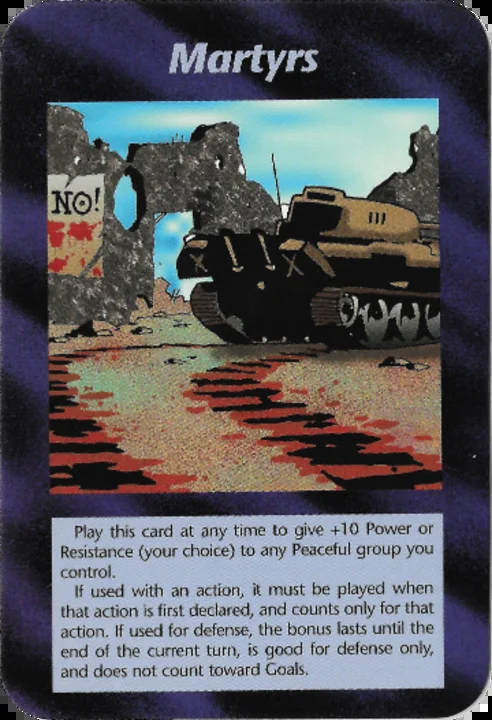 Martyrs
NO!
Play this card at any time to give +10 Power or
Resistance (your choice) to any Peaceful group you
control.
If used with an action, it must be played when
that action is first declared, and counts only for that
action. If used for defense, the bonus lasts until the
end of the current turn, is good for defense only,
and does not count toward Goals.